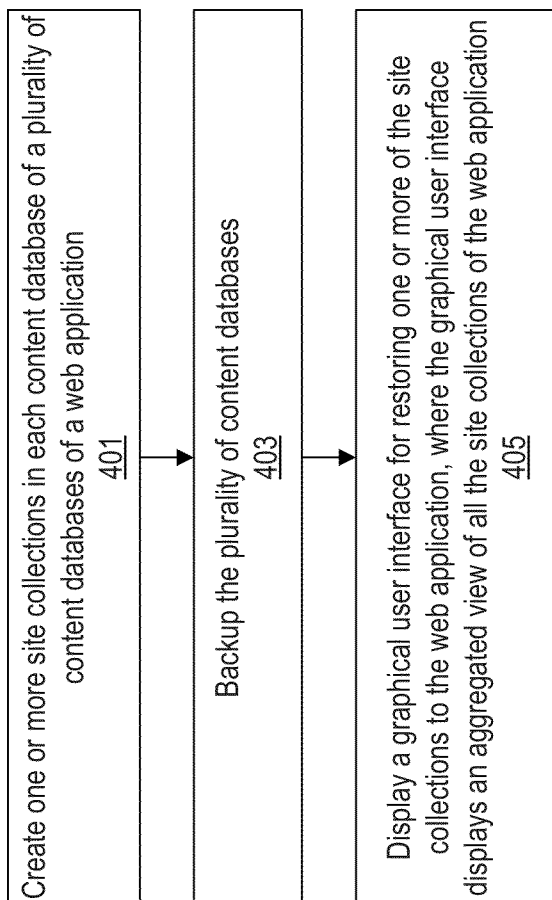 Create one or more site collections in each content database of a plurality of
content databases of a web application
401
Backup the plurality of content databases
403
Display a graphical user interface for restoring one or more of the site
collections to the web application, where the graphical user interface
displays an aggregated view of all the site collections of the web application
405